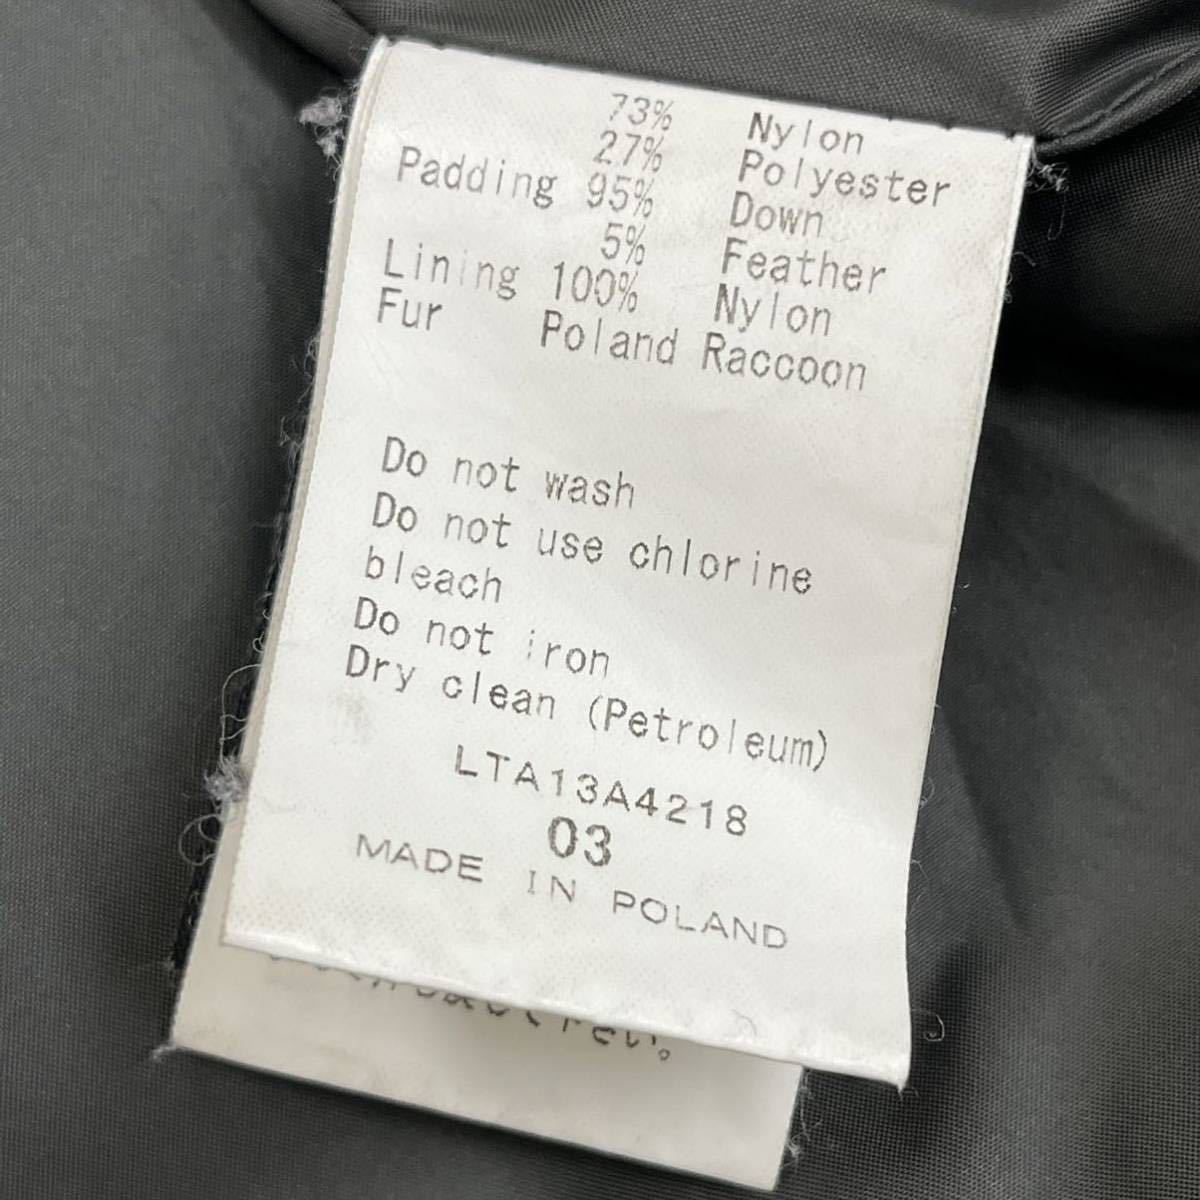 73% Nylon
27% Polyester
Padding 95% Down
5% Feather
Lining 100% Nylon
Fur Poland Raccoon
Do not wash
Do not use chlorine
bleach
Do not iron
Dry clean (Petroleum)
LTA13A4218
03
MADE IN POLAND